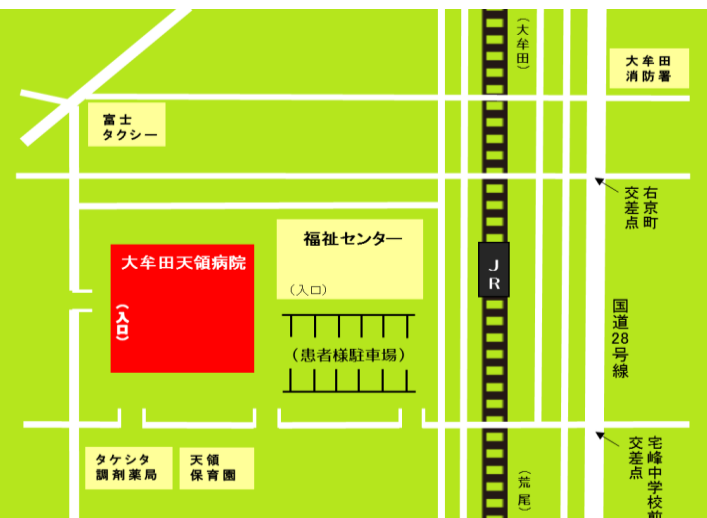 （大牟田）
大牟田
消防署
富士
タクシー
右京町
交差点
福祉センター
（入口）
大牟田天領病院
（入口）
JR
国道28号線
（患者様駐車場）
タケシタ
調剤薬局
天領
保育園
（荒尾）
宅峰中学校前
交差点